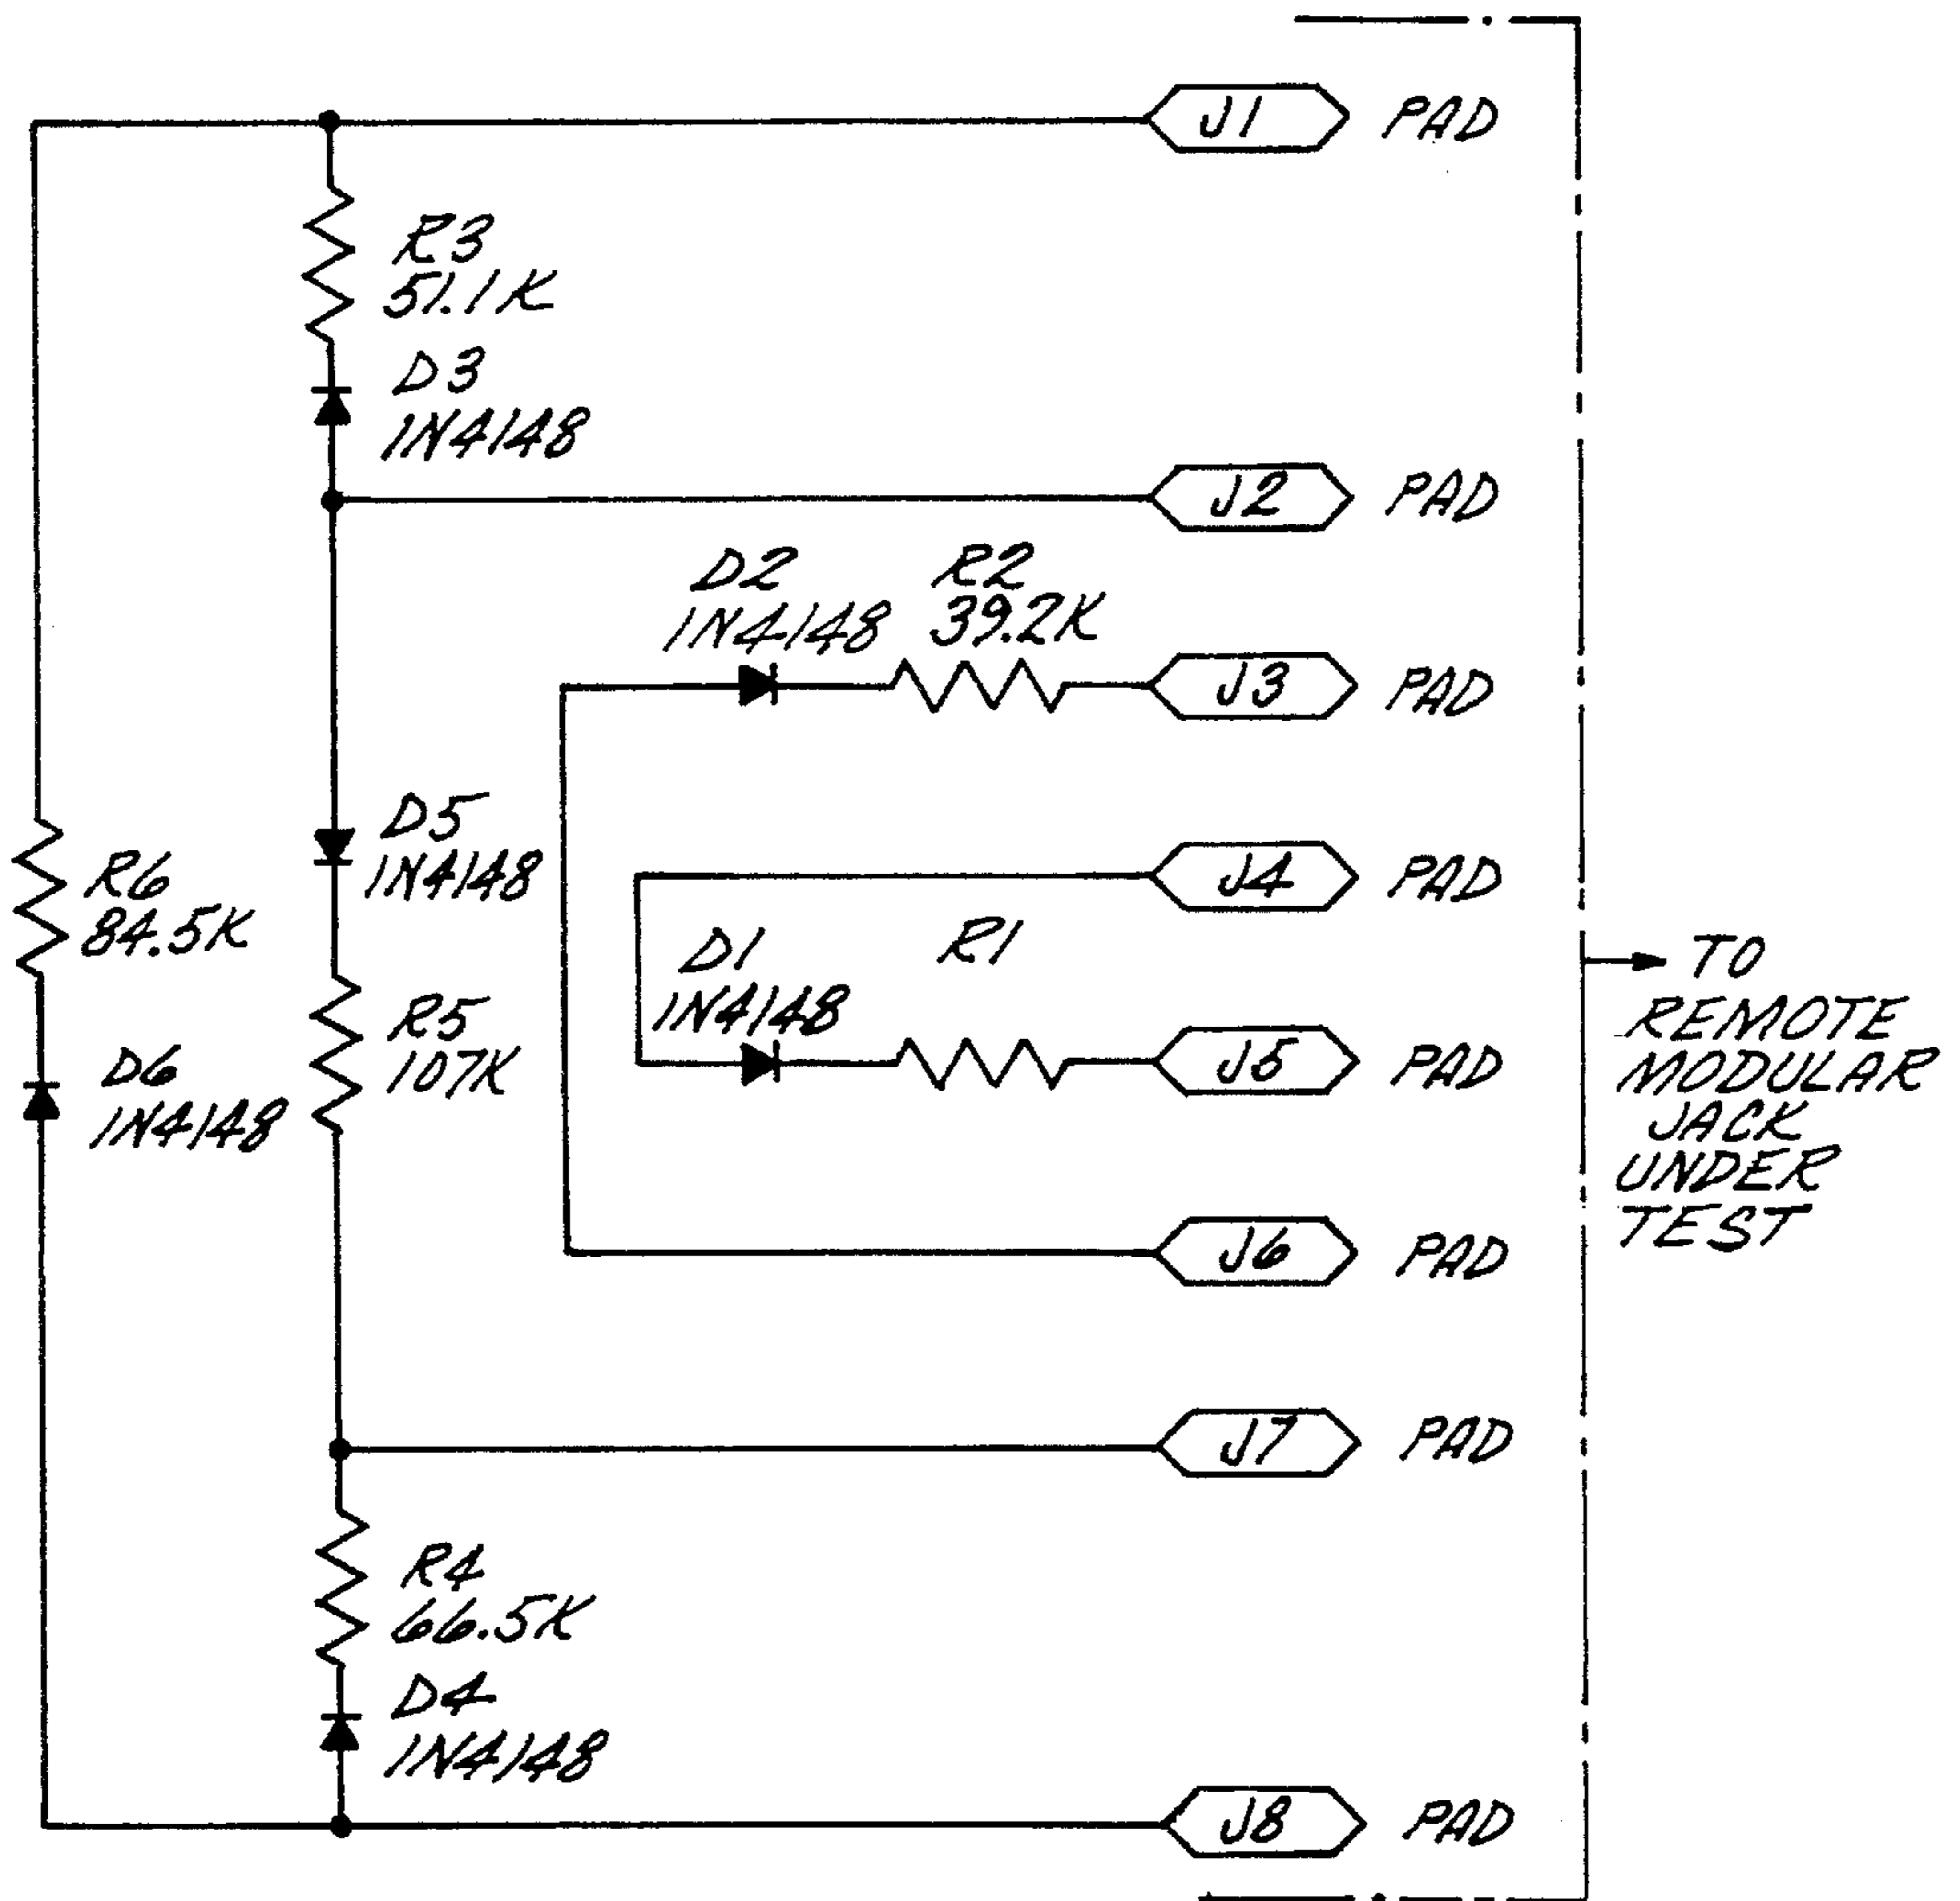 J1 PAD
R3
51.1K
D3
1N4148
J2 PAD
D2 R2
1N4148 39.2K
J3 PAD
D5
1N4148
J4 PAD
R6
84.5K
D1 R1
1N4148
TO
REMOTE
MODULAR
JACK
UNDER
TEST
R5
107K
J5 PAD
D6
1N4148
J6 PAD
J7 PAD
R4
66.5K
D4
1N4148
J8 PAD